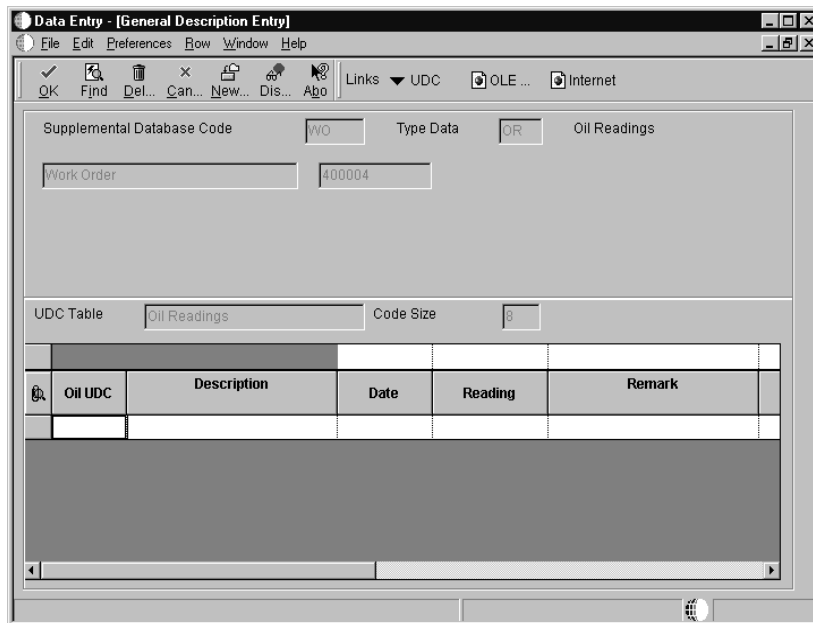 Data Entry - [General Description Entry]
File Edit Preferences Row Window Help
OK Find Del... Can... New... Dis... Abo Links UDC OLE ... Internet
Supplemental Database Code WO Type Data OR Oil Readings
Work Order 400004
UDC Table Oil Readings Code Size 8
Oil UDC Description Date Reading Remark